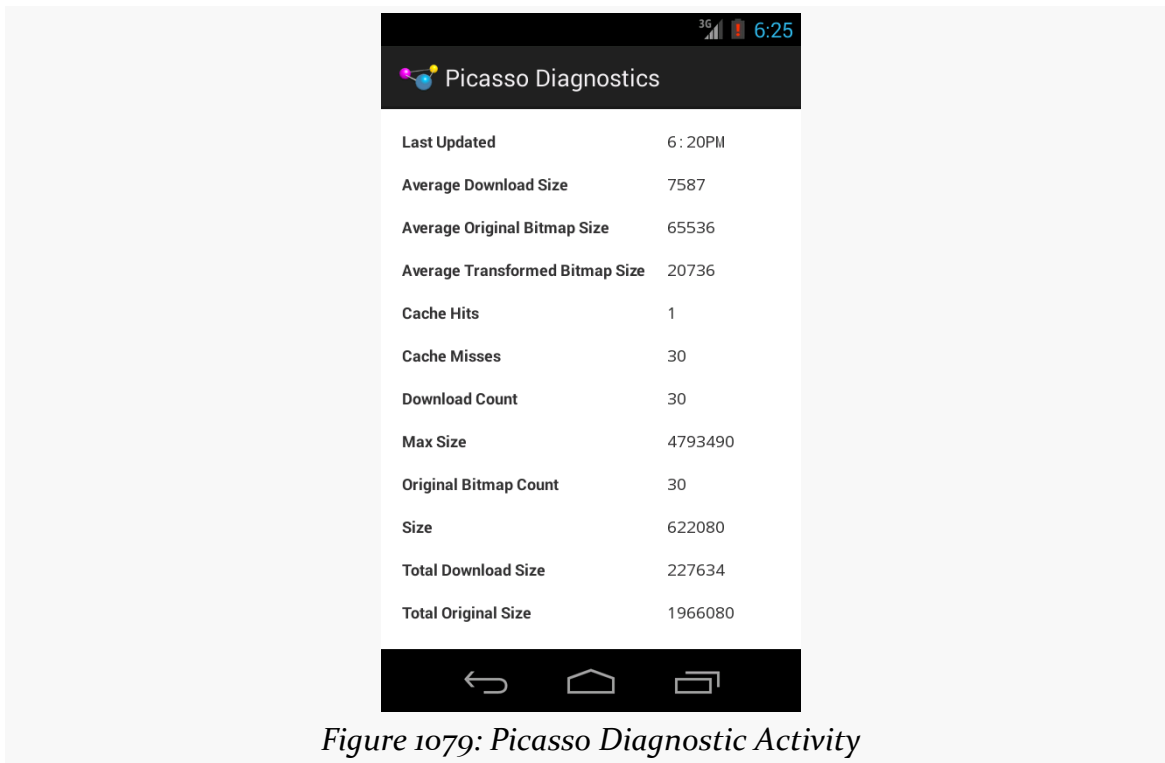 3G 6:25
Picasso Diagnostics
Last Updated 6:20PM
Average Download Size 7587
Average Original Bitmap Size 65536
Average Transformed Bitmap Size 20736
Cache Hits 1
Cache Misses 30
Download Count 30
Max Size 4793490
Original Bitmap Count 30
Size 622080
Total Download Size 227634
Total Original Size 1966080
Figure 1079: Picasso Diagnostic Activity